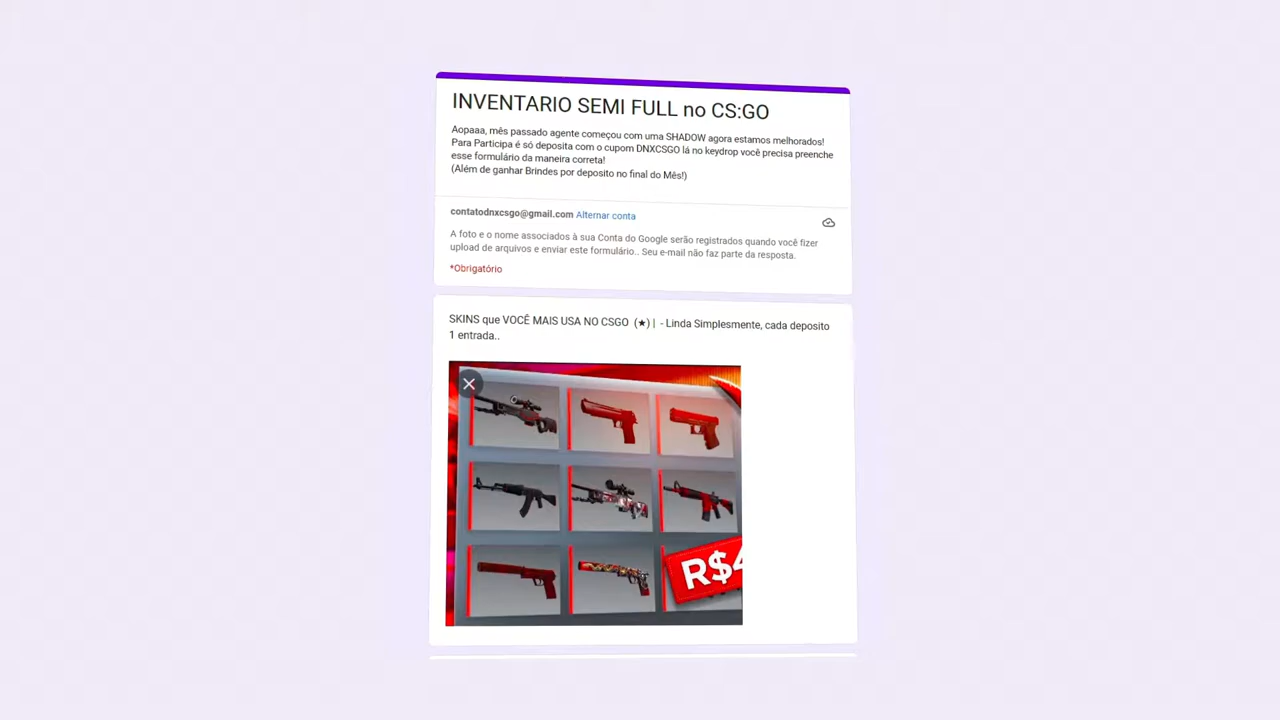 INVENTARIO SEMI FULL no CS:GO
Aopaaa, mês passado agente começou com uma SHADOW agora estamos melhorados!
Para Participa é só deposita com o cupom DNXCSGO lá no keydrop você precisa preenche
esse formulário da maneira correta!
(Além de ganhar Brindes por deposito no final do Mês!)
contatodnxcsgo@gmail.com Alternar conta
A foto e o nome associados à sua Conta do Google serão registrados quando você fizer
upload de arquivos e enviar este formulário.. Seu e-mail não faz parte da resposta.
*Obrigatório
SKINS que VOCÊ MAIS USA NO CSGO (★) | - Linda Simplesmente, cada deposito
1 entrada..
R$4